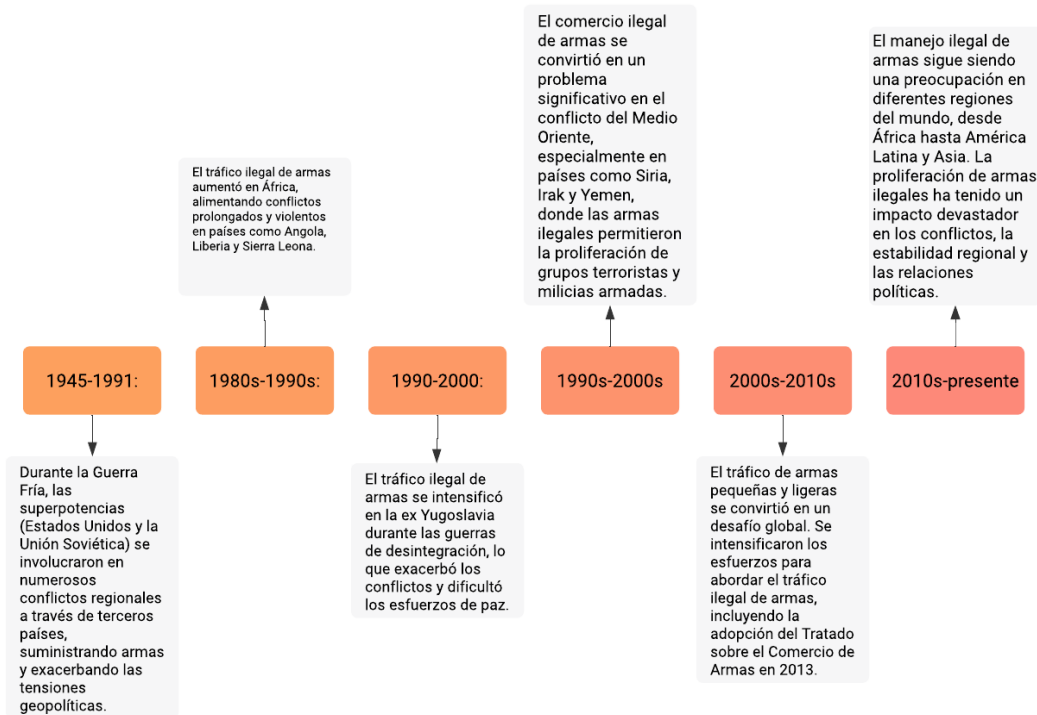 1945-1991:
Durante la Guerra
Fría, las
superpotencias
(Estados Unidos y la
Unión Soviética) se
involucraron en
numerosos
conflictos regionales
a través de terceros
países,
suministrando armas
y exacerbando las
tensiones
geopolíticas.
1980s-1990s:
El tráfico ilegal de armas
aumentó en África,
alimentando conflictos
prolongados y violentos
en países como Angola,
Liberia y Sierra Leona.
1990-2000:
El tráfico ilegal de
armas se intensificó
en la ex Yugoslavia
durante las guerras
de desintegración, lo
que exacerbó los
conflictos y dificultó
los esfuerzos de paz.
1990s-2000s
El comercio ilegal
de armas se
convirtió en un
problema
significativo en el
conflicto del Medio
Oriente,
especialmente en
países como Siria,
Irak y Yemen,
donde las armas
ilegales permitieron
la proliferación de
grupos terroristas y
milicias armadas.
2000s-2010s
El tráfico de armas
pequeñas y ligeras
se convirtió en un
desafío global. Se
intensificaron los
esfuerzos para
abordar el tráfico
ilegal de armas,
incluyendo la
adopción del Tratado
sobre el Comercio de
Armas en 2013.
2010s-presente
El manejo ilegal de
armas sigue siendo
una preocupación en
diferentes regiones
del mundo, desde
África hasta América
Latina y Asia. La
proliferación de armas
ilegales ha tenido un
impacto devastador
en los conflictos, la
estabilidad regional y
las relaciones
políticas.